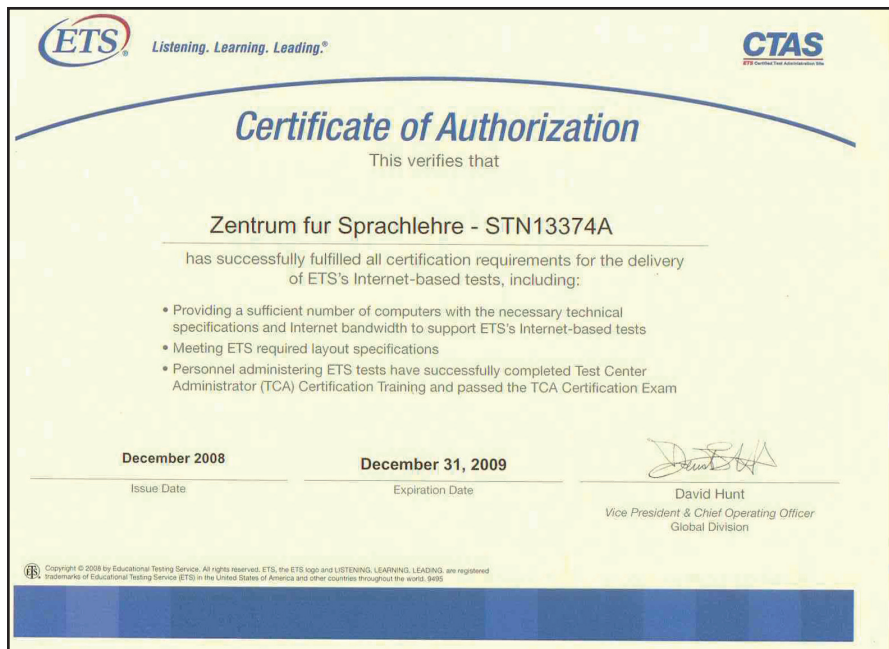 ETS®
Listening. Learning. Leading.®
CTAS
ETS Certified Test Administration Site
Certificate of Authorization
This verifies that
Zentrum fur Sprachlehre - STN13374A
has successfully fulfilled all certification requirements for the delivery
of ETS's Internet-based tests, including:
• Providing a sufficient number of computers with the necessary technical
specifications and Internet bandwidth to support ETS's Internet-based tests
• Meeting ETS required layout specifications
• Personnel administering ETS tests have successfully completed Test Center
Administrator (TCA) Certification Training and passed the TCA Certification Exam
December 2008
Issue Date
December 31, 2009
Expiration Date
David Hunt
Vice President & Chief Operating Officer
Global Division
ETS®
Copyright © 2008 by Educational Testing Service. All rights reserved. ETS, the ETS logo and LISTENING. LEARNING. LEADING. are registered
trademarks of Educational Testing Service (ETS) in the United States of America and other countries throughout the world. 9495